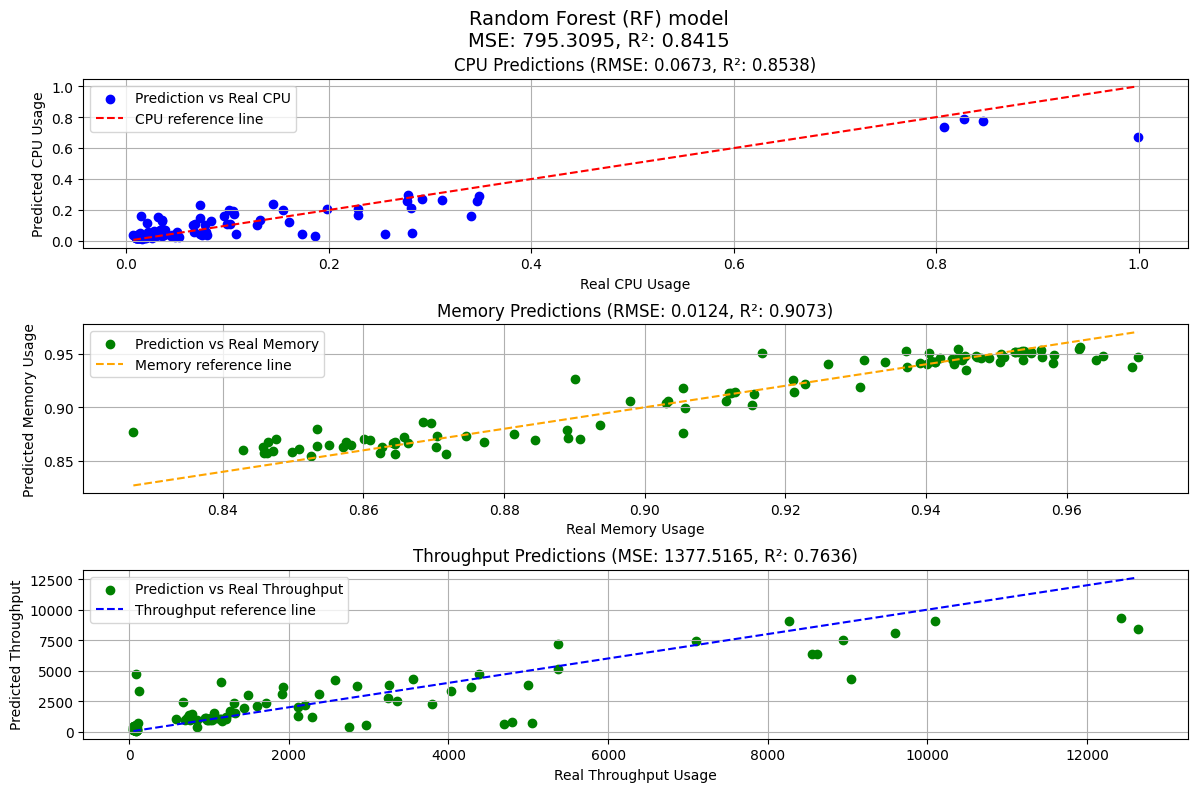 Random Forest (RF) model
MSE: 795.3095, R²: 0.8415
CPU Predictions (RMSE: 0.0673, R²: 0.8538)
Predicted CPU Usage
1.0
0.8
0.6
0.4
0.2
0.0
Prediction vs Real CPU
CPU reference line
0.0 0.2 0.4 0.6 0.8 1.0
Real CPU Usage
Memory Predictions (RMSE: 0.0124, R²: 0.9073)
Predicted Memory Usage
0.95
0.90
0.85
Prediction vs Real Memory
Memory reference line
0.84 0.86 0.88 0.90 0.92 0.94 0.96
Real Memory Usage
Throughput Predictions (MSE: 1377.5165, R²: 0.7636)
Predicted Throughput
12500
10000
7500
5000
2500
0
Prediction vs Real Throughput
Throughput reference line
0 2000 4000 6000 8000 10000 12000
Real Throughput Usage